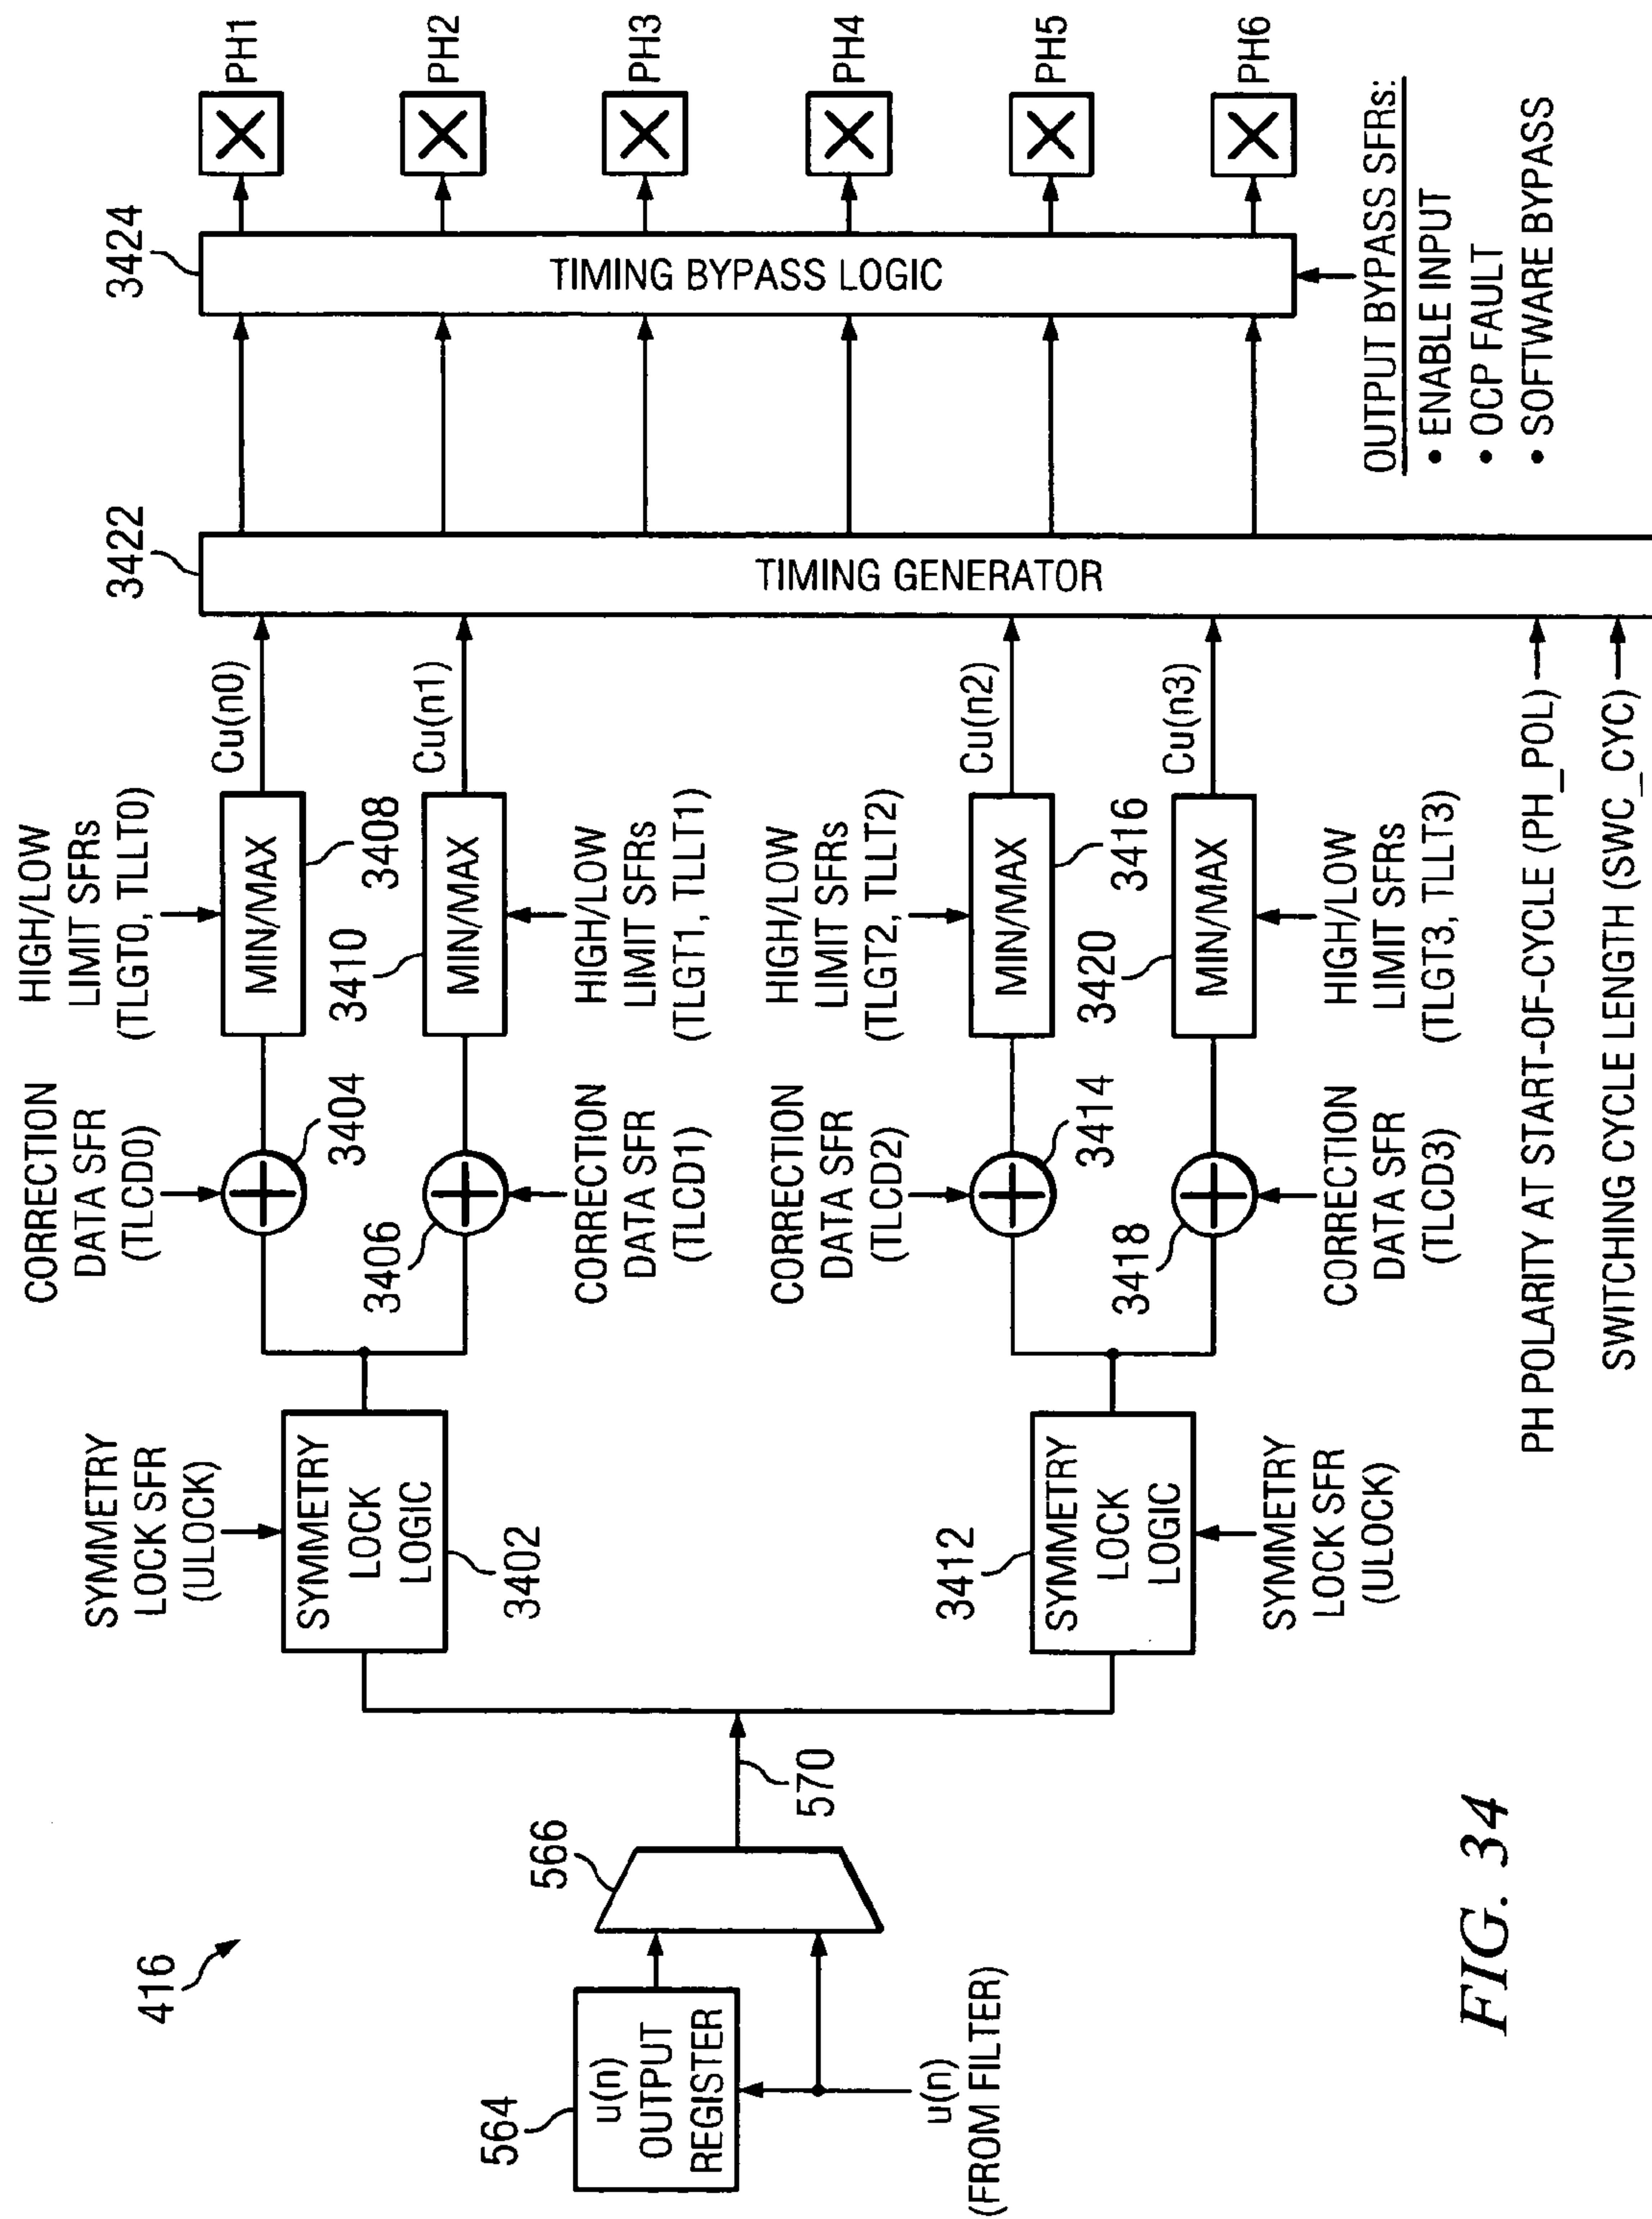 416
564
u(n)
OUTPUT
REGISTER
u(n)
(FROM FILTER)
566
570
SYMMETRY
LOCK SFR
(ULOCK)
SYMMETRY
LOCK
LOGIC
3402
3412
SYMMETRY
LOCK
LOGIC
SYMMETRY
LOCK SFR
(ULOCK)
CORRECTION
DATA SFR
(TLCD0)
3404
3406
CORRECTION
DATA SFR
(TLCD1)
CORRECTION
DATA SFR
(TLCD2)
3414
3418
CORRECTION
DATA SFR
(TLCD3)
HIGH/LOW
LIMIT SFRs
(TLGT0, TLLT0)
MIN/MAX
3408
3410
MIN/MAX
HIGH/LOW
LIMIT SFRs
(TLGT1, TLLT1)
HIGH/LOW
LIMIT SFRs
(TLGT2, TLLT2)
MIN/MAX
3416
3420
MIN/MAX
HIGH/LOW
LIMIT SFRs
(TLGT3, TLLT3)
Cu(n0)
Cu(n1)
Cu(n2)
Cu(n3)
PH POLARITY AT START-OF-CYCLE (PH_POL)
SWITCHING CYCLE LENGTH (SWC_CYC)
3422
TIMING GENERATOR
3424
TIMING BYPASS LOGIC
PH1
PH2
PH3
PH4
PH5
PH6
OUTPUT BYPASS SFRs:
• ENABLE INPUT
• OCP FAULT
• SOFTWARE BYPASS
FIG. 34